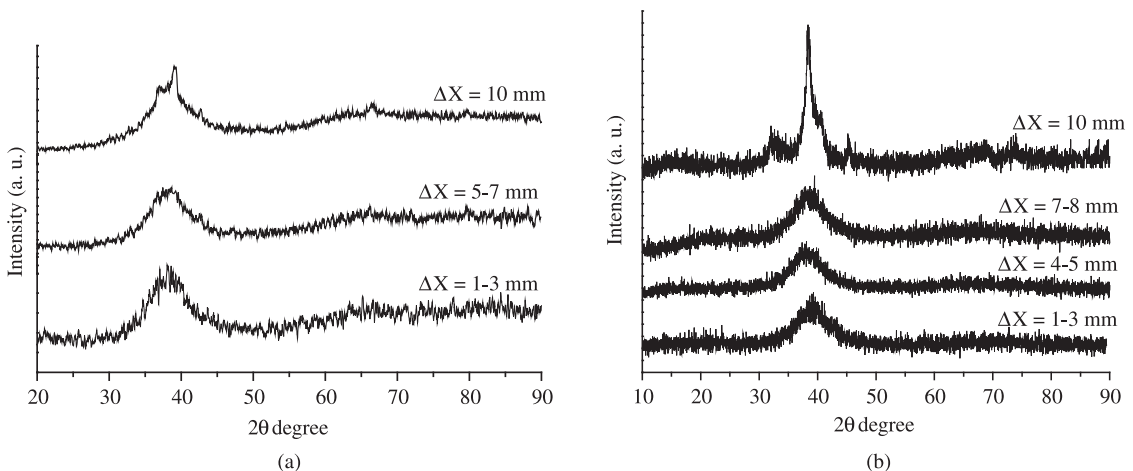 ΔX = 10 mm
ΔX = 5-7 mm
ΔX = 1-3 mm
Intensity (a. u.)
20 30 40 50 60 70 80 90
2θ degree
(a)
ΔX = 10 mm
ΔX = 7-8 mm
ΔX = 4-5 mm
ΔX = 1-3 mm
Intensity (a. u.)
10 20 30 40 50 60 70 80 90
2θ degree
(b)